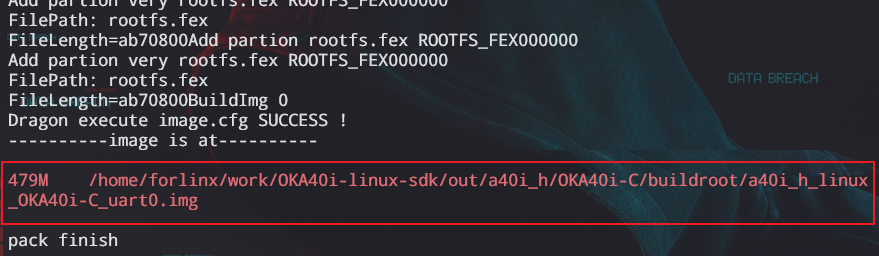 Add partion very rootfs.fex ROOTFS_FEX000000
FilePath: rootfs.fex
FileLength=ab70800Add partion rootfs.fex ROOTFS_FEX000000
Add partion very rootfs.fex ROOTFS_FEX000000
FilePath: rootfs.fex
FileLength=ab70800BuildImg 0
Dragon execute image.cfg SUCCESS !
----------image is at----------
479M    /home/forlinx/work/OKA40i-linux-sdk/out/a40i_h/OKA40i-C/buildroot/a40i_h_linux
_OKA40i-C_uart0.img
pack finish
DATA BREACH